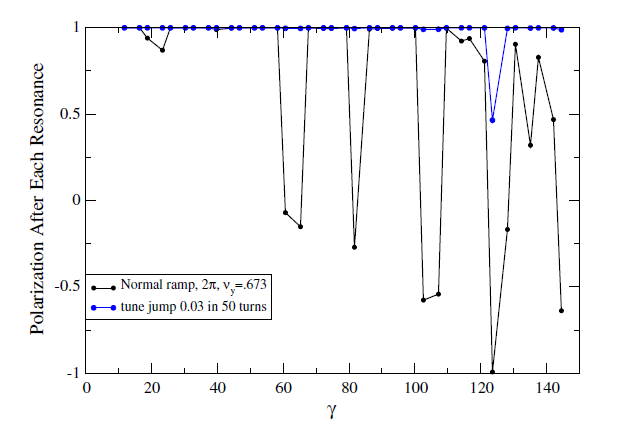 Polarization After Each Resonance
1
0.5
0
-0.5
-1
Normal ramp, 2π, νy=.673
tune jump 0.03 in 50 turns
0 20 40 60 80 100 120 140
γ